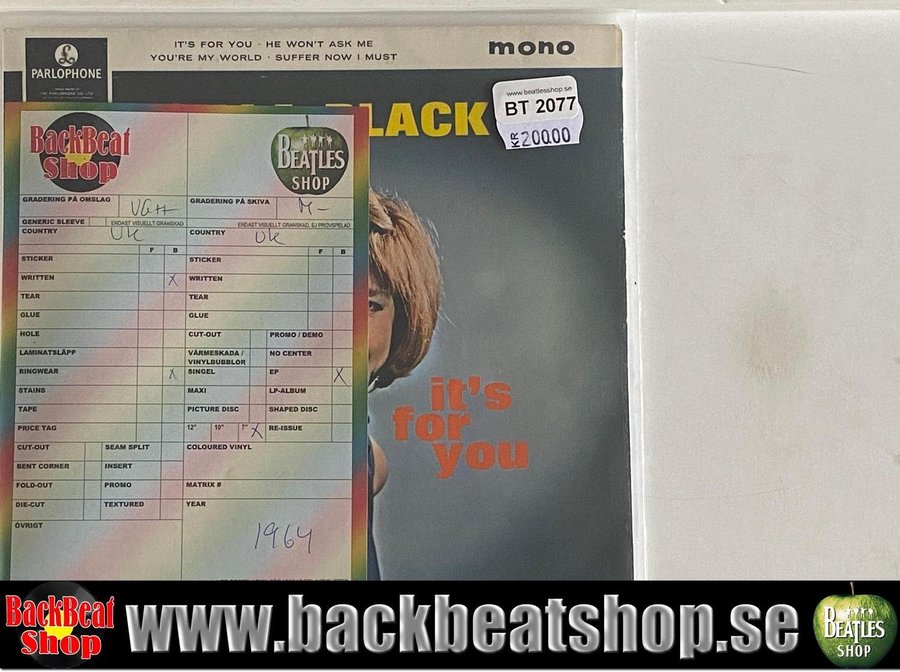 PARLOPHONE
IT'S FOR YOU · HE WON'T ASK ME
YOU'RE MY WORLD · SUFFER NOW I MUST
mono
LACK
www.beatlesshop.se
BT 2077
KR 20000
it's
for
you
BackBeat
Shop
BEATLES
SHOP
GRADERING PÅ OMSLAG VG++
GRADERING PÅ SKIVA M-
GENERIC SLEEVE ENDAST VISUELLT GRANSKAD
ENDAST VISUELLT GRANSKAD, EJ PROVSPELAD
COUNTRY UK
COUNTRY UK
F B
F B
STICKER
STICKER
WRITTEN X
WRITTEN
TEAR
TEAR
GLUE
GLUE
HOLE
CUT-OUT PROMO / DEMO
LAMINATSLÄPP
VÄRMESKADA / NO CENTER
VINYLBUBBLOR
RINGWEAR X
SINGEL EP X
STAINS
MAXI LP-ALBUM
TAPE
PICTURE DISC SHAPED DISC
PRICE TAG
12" 10" 7" X RE-ISSUE
CUT-OUT SEAM SPLIT
COLOURED VINYL
BENT CORNER INSERT
FOLD-OUT PROMO
MATRIX #
DIE-CUT TEXTURED
YEAR
ÖVRIGT
1964
BackBeat
Shop
www.backbeatshop.se
BEATLES
SHOP